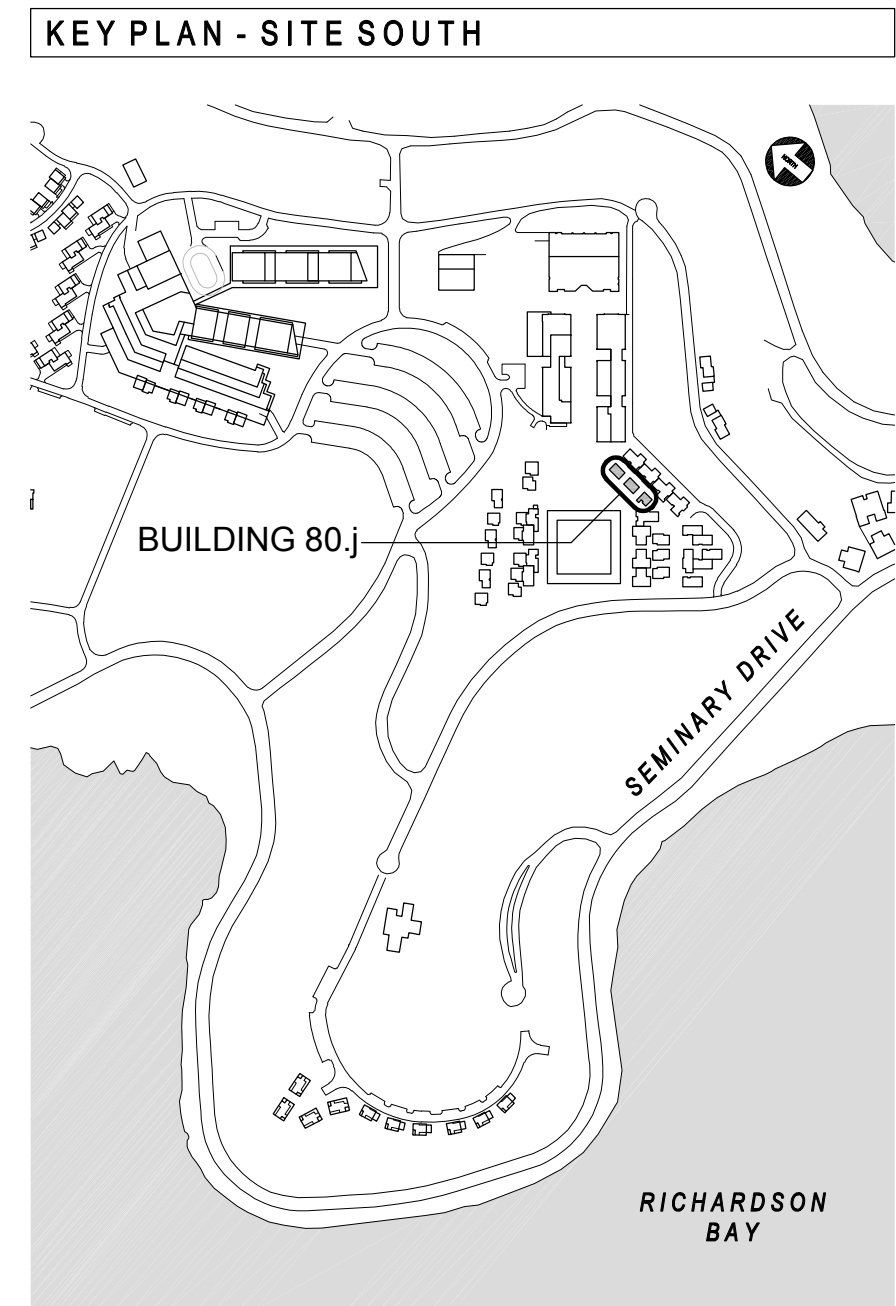 KEY PLAN - SITE SOUTH
NORTH
BUILDING 80.j
SEMINARY DRIVE
RICHARDSON
BAY